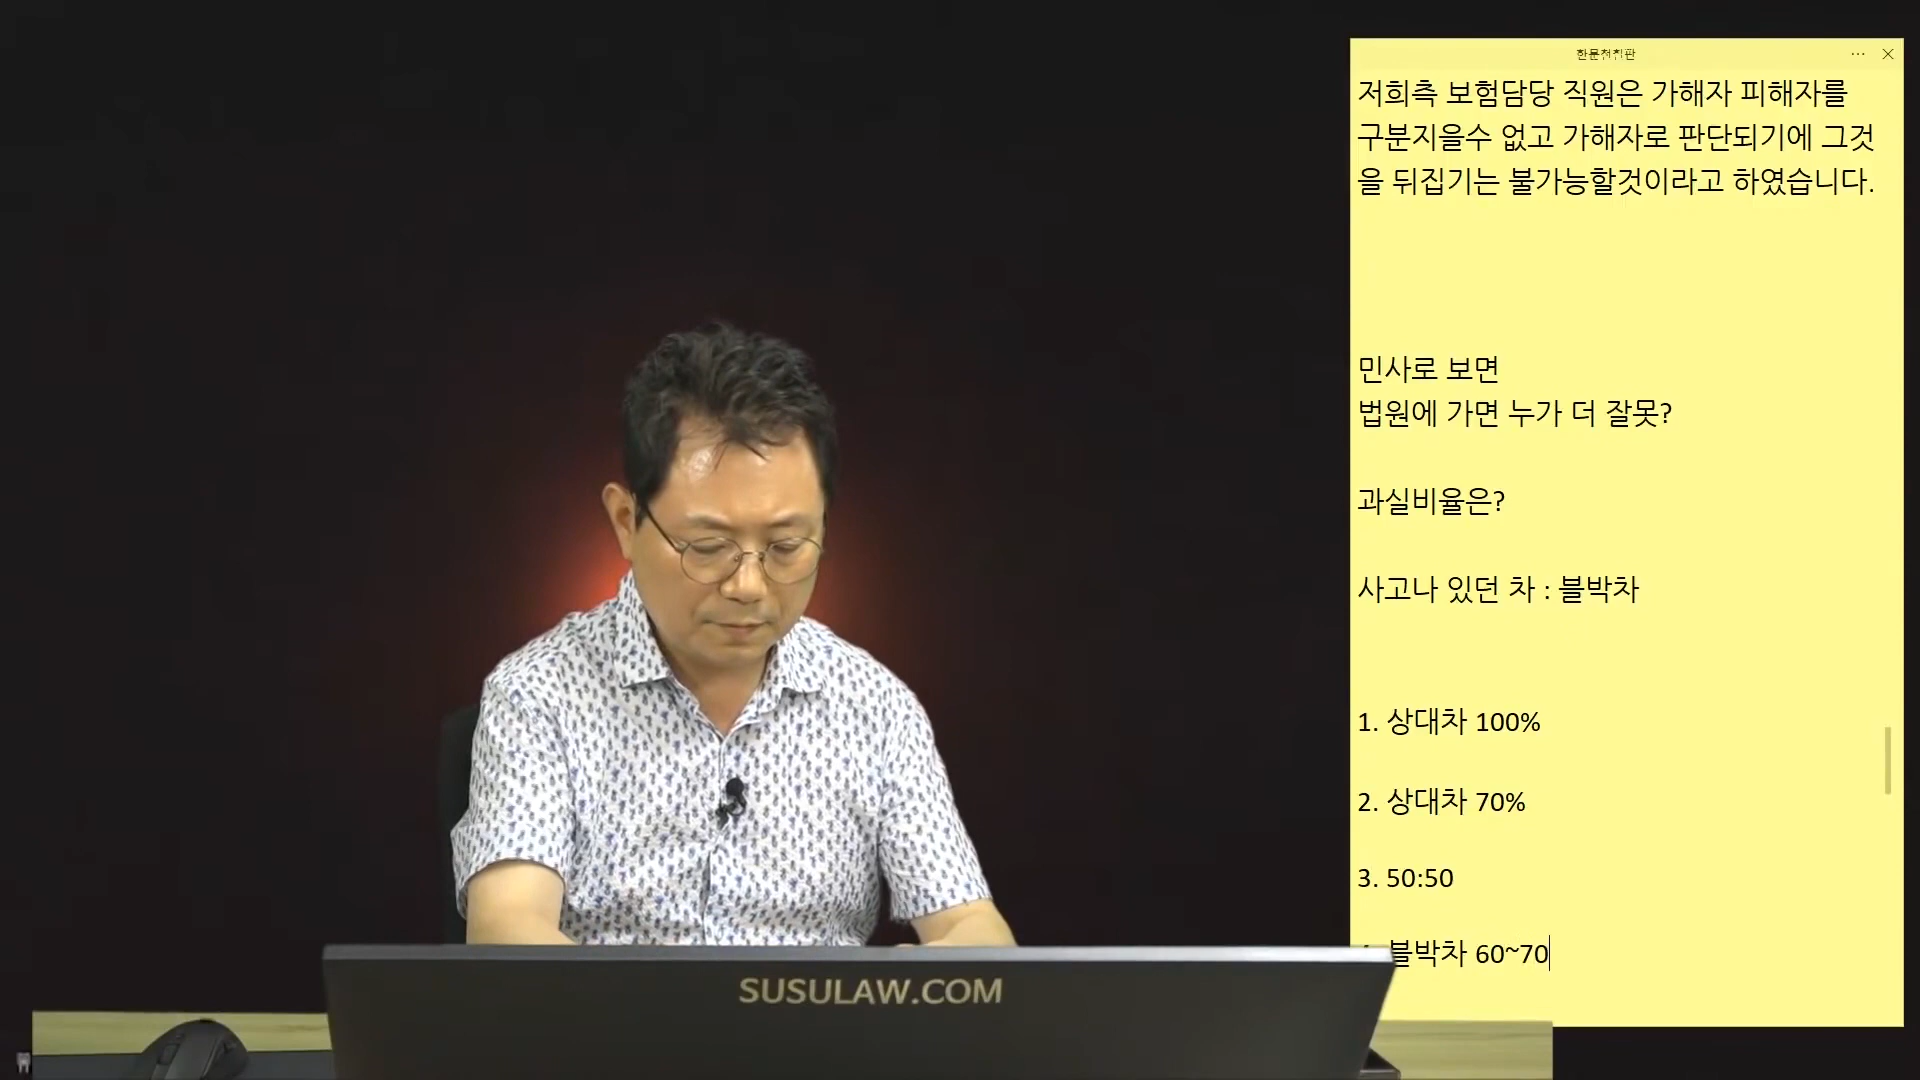 한문철칠판
저희측 보험담당 직원은 가해자 피해자를
구분지을수 없고 가해자로 판단되기에 그것
을 뒤집기는 불가능할것이라고 하였습니다.
민사로 보면
법원에 가면 누가 더 잘못?
과실비율은?
사고나 있던 차 : 블박차
1. 상대차 100%
2. 상대차 70%
3. 50:50
블박차 60~70
SUSULAW.COM